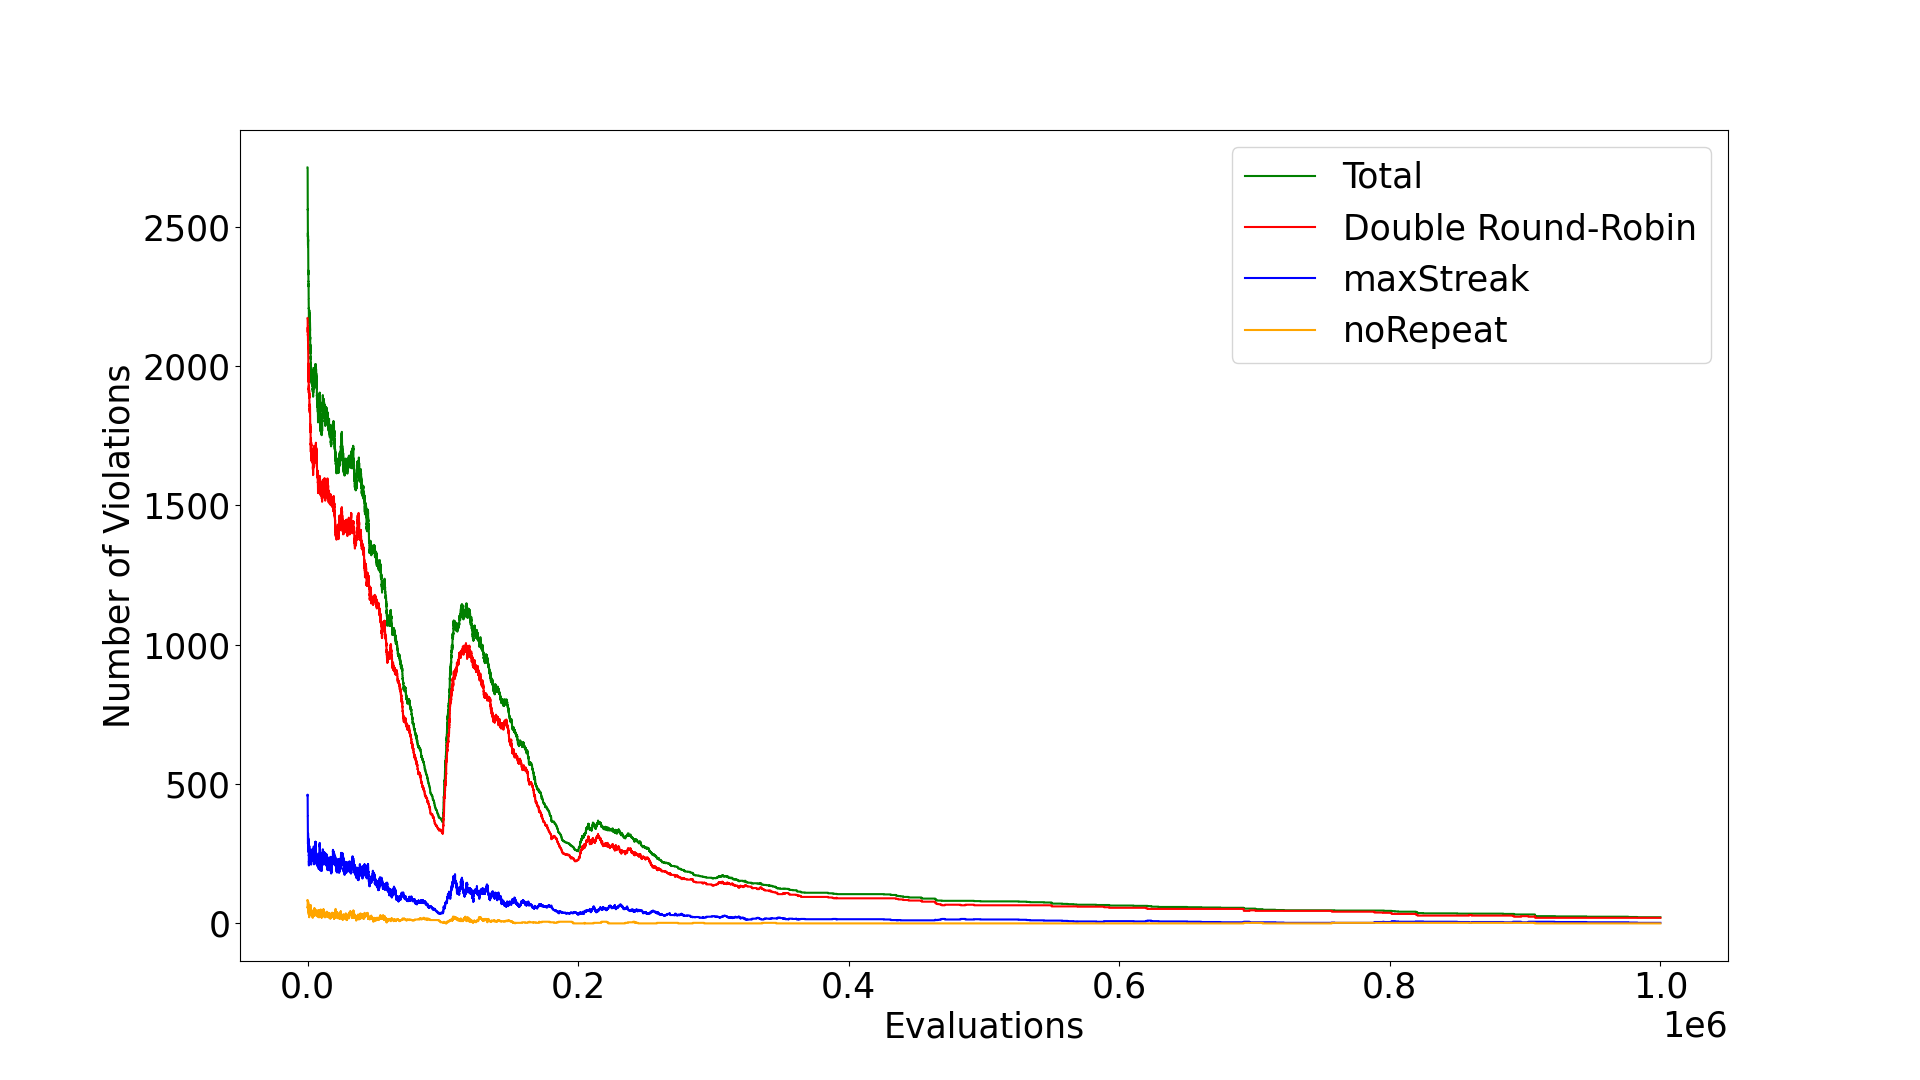 Total
Double Round-Robin
maxStreak
noRepeat
Number of Violations
2500
2000
1500
1000
500
0
0.0 0.2 0.4 0.6 0.8 1.0
Evaluations
1e6